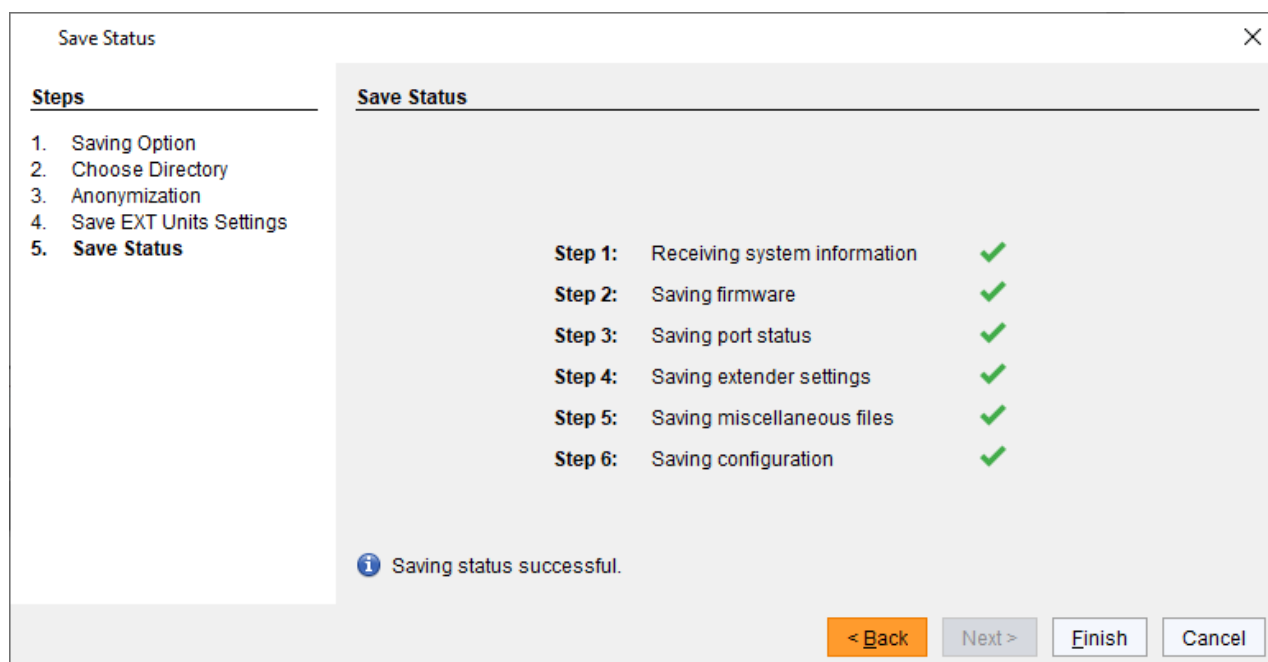 Save Status
Steps
1. Saving Option
2. Choose Directory
3. Anonymization
4. Save EXT Units Settings
5. Save Status
Save Status
Step 1: Receiving system information
Step 2: Saving firmware
Step 3: Saving port status
Step 4: Saving extender settings
Step 5: Saving miscellaneous files
Step 6: Saving configuration
Saving status successful.
< Back Next > Finish Cancel